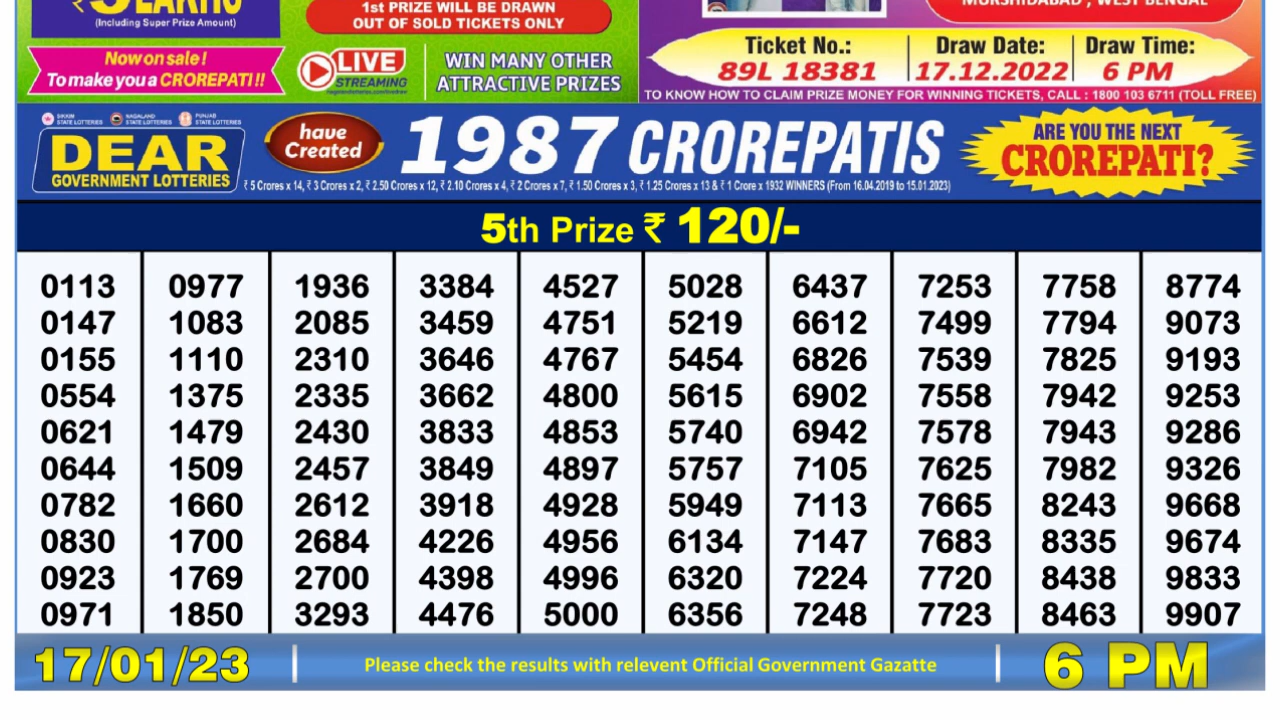 (Including Super Prize Amount)
1st PRIZE WILL BE DRAWN
OUT OF SOLD TICKETS ONLY
Now on sale !
To make you a CROREPATI !!
LIVE
STREAMING
WIN MANY OTHER
ATTRACTIVE PRIZES
MURSHIDABAD , WEST BENGAL
Ticket No.: Draw Date: Draw Time:
89L 18381 17.12.2022 6 PM
TO KNOW HOW TO CLAIM PRIZE MONEY FOR WINNING TICKETS, CALL : 1800 103 6711 (TOLL FREE)
SIKKIM STATE LOTTERIES
NAGALAND STATE LOTTERIES
PUNJAB STATE LOTTERIES
DEAR
GOVERNMENT LOTTERIES
have
Created
1987 CROREPATIS
₹ 5 Crores x 14, ₹ 3 Crores x 2, ₹ 2.50 Crores x 12, ₹ 2.10 Crores x 4, ₹ 2 Crores x 7, ₹ 1.50 Crores x 3, ₹ 1.25 Crores x 13 & ₹ 1 Crore x 1932 WINNERS (From 16.04.2019 to 15.01.2023)
ARE YOU THE NEXT
CROREPATI?
5th Prize ₹ 120/-
0113 0977 1936 3384 4527 5028 6437 7253 7758 8774
0147 1083 2085 3459 4751 5219 6612 7499 7794 9073
0155 1110 2310 3646 4767 5454 6826 7539 7825 9193
0554 1375 2335 3662 4800 5615 6902 7558 7942 9253
0621 1479 2430 3833 4853 5740 6942 7578 7943 9286
0644 1509 2457 3849 4897 5757 7105 7625 7982 9326
0782 1660 2612 3918 4928 5949 7113 7665 8243 9668
0830 1700 2684 4226 4956 6134 7147 7683 8335 9674
0923 1769 2700 4398 4996 6320 7224 7720 8438 9833
0971 1850 3293 4476 5000 6356 7248 7723 8463 9907
17/01/23 Please check the results with relevent Official Government Gazatte 6 PM